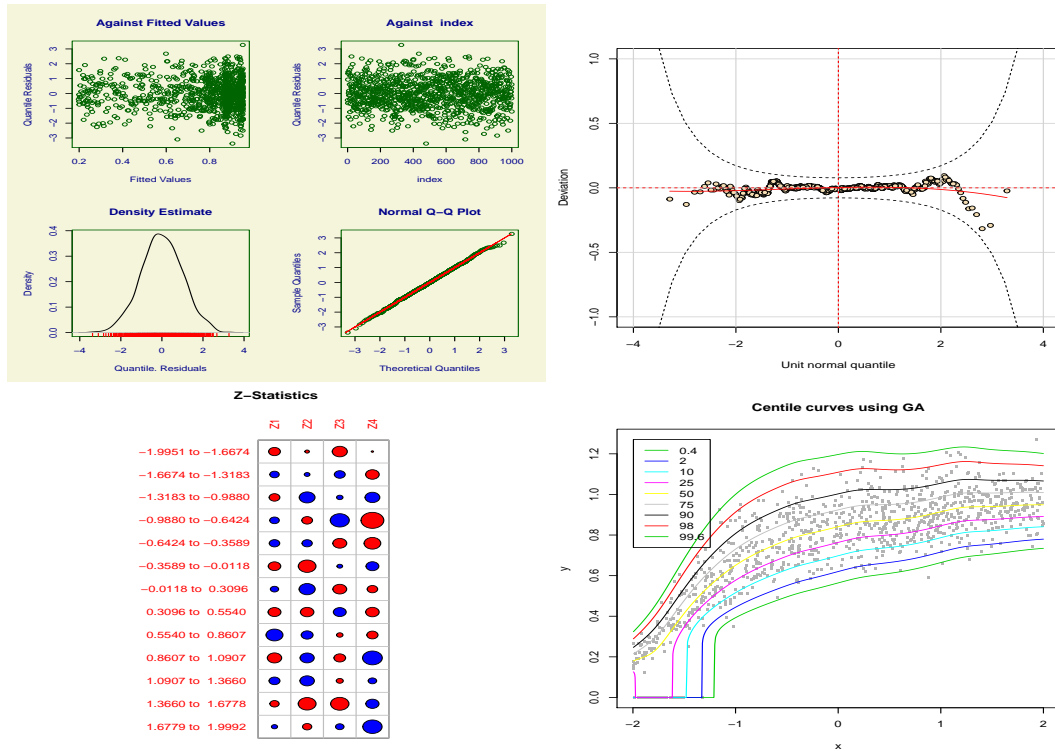 Against Fitted Values
Quantile Residuals
3
2
1
0
−1
−2
−3
0.2 0.4 0.6 0.8
Fitted Values
Against index
Quantile Residuals
3
2
1
0
−1
−2
−3
0 200 400 600 800 1000
index
Density Estimate
Density
0.4
0.3
0.2
0.1
0.0
−4 −2 0 2 4
Quantile. Residuals
Normal Q−Q Plot
Sample Quantiles
3
2
1
0
−1
−2
−3
−3 −2 −1 0 1 2 3
Theoretical Quantiles
Deviation
1.0
0.5
0.0
−0.5
−1.0
−4 −2 0 2 4
Unit normal quantile
Z−Statistics
Z1 Z2 Z3 Z4
−1.9951 to −1.6674
−1.6674 to −1.3183
−1.3183 to −0.9880
−0.9880 to −0.6424
−0.6424 to −0.3589
−0.3589 to −0.0118
−0.0118 to 0.3096
0.3096 to 0.5540
0.5540 to 0.8607
0.8607 to 1.0907
1.0907 to 1.3660
1.3660 to 1.6778
1.6779 to 1.9992
Centile curves using GA
y
1.2
1.0
0.8
0.6
0.4
0.2
0.0
0.4
2
10
25
50
75
90
98
99.6
−2 −1 0 1 2
x